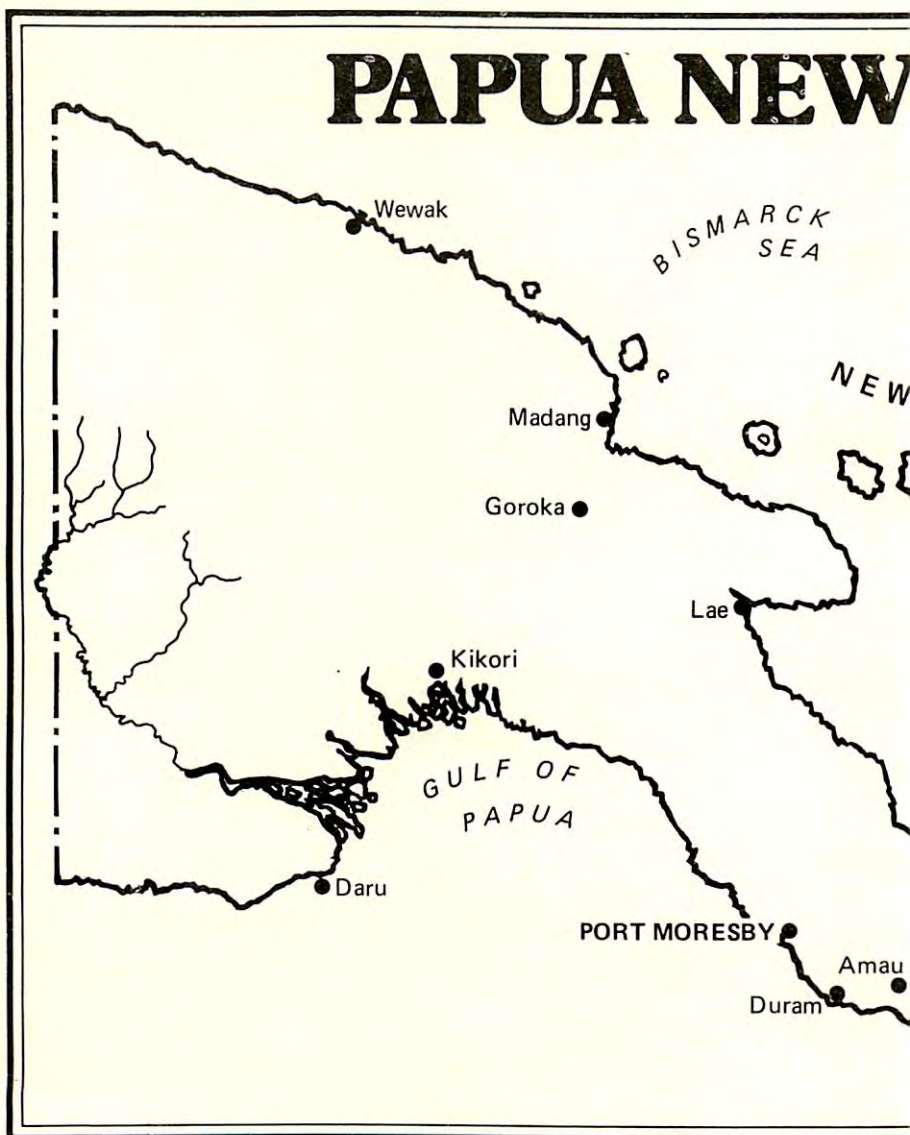 PAPUA NEW
Wewak
BISMARCK
SEA
NEW
Madang
Goroka
Lae
Kikori
GULF OF
PAPUA
Daru
PORT MORESBY
Amau
Duram